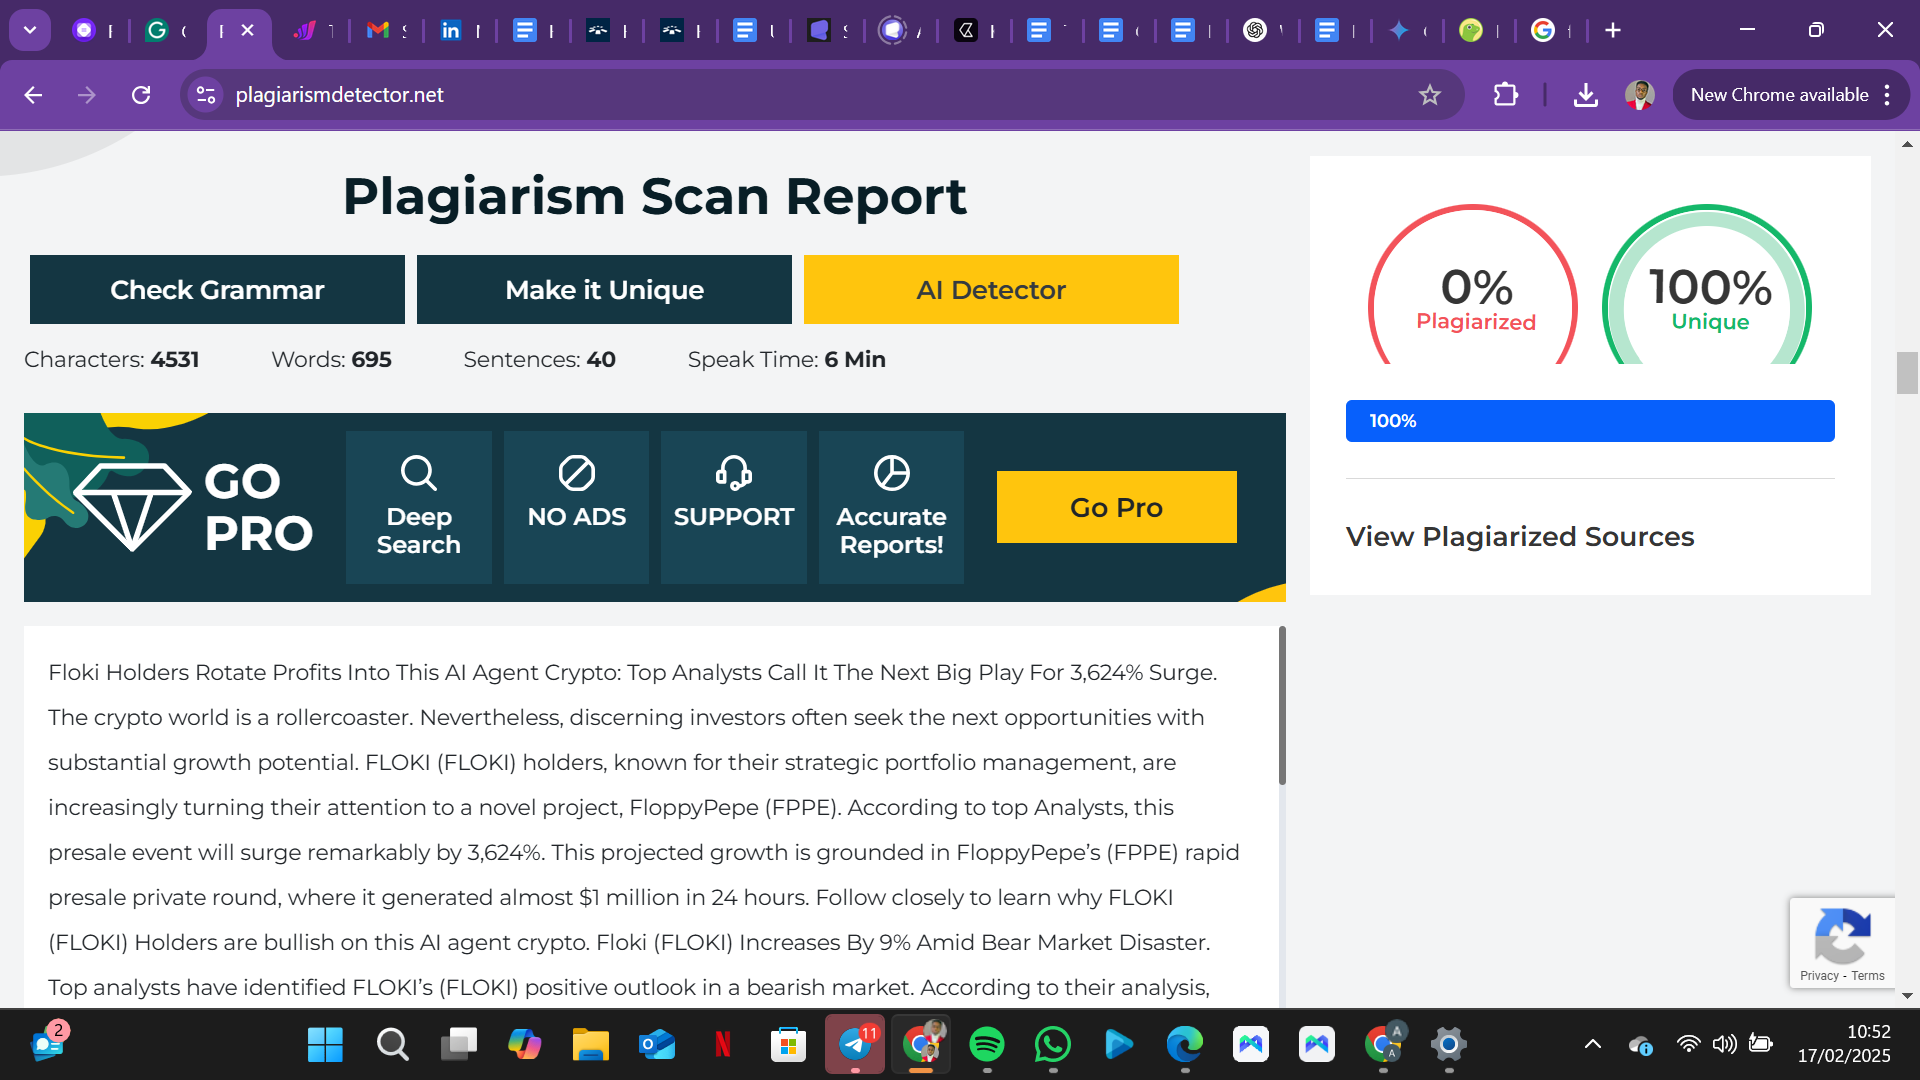 plagiarismdetector.net
New Chrome available
Plagiarism Scan Report
Check Grammar
Make it Unique
AI Detector
Characters: 4531
Words: 695
Sentences: 40
Speak Time: 6 Min
GO PRO
Deep Search
NO ADS
SUPPORT
Accurate Reports!
Go Pro
0%
Plagiarized
100%
Unique
100%
View Plagiarized Sources
Floki Holders Rotate Profits Into This AI Agent Crypto: Top Analysts Call It The Next Big Play For 3,624% Surge.
The crypto world is a rollercoaster. Nevertheless, discerning investors often seek the next opportunities with
substantial growth potential. FLOKI (FLOKI) holders, known for their strategic portfolio management, are
increasingly turning their attention to a novel project, FloppyPepe (FPPE). According to top Analysts, this
presale event will surge remarkably by 3,624%. This projected growth is grounded in FloppyPepe’s (FPPE) rapid
presale private round, where it generated almost $1 million in 24 hours. Follow closely to learn why FLOKI
(FLOKI) Holders are bullish on this AI agent crypto. Floki (FLOKI) Increases By 9% Amid Bear Market Disaster.
Top analysts have identified FLOKI’s (FLOKI) positive outlook in a bearish market. According to their analysis,
Privacy - Terms
2
11
A
A
10:52
17/02/2025